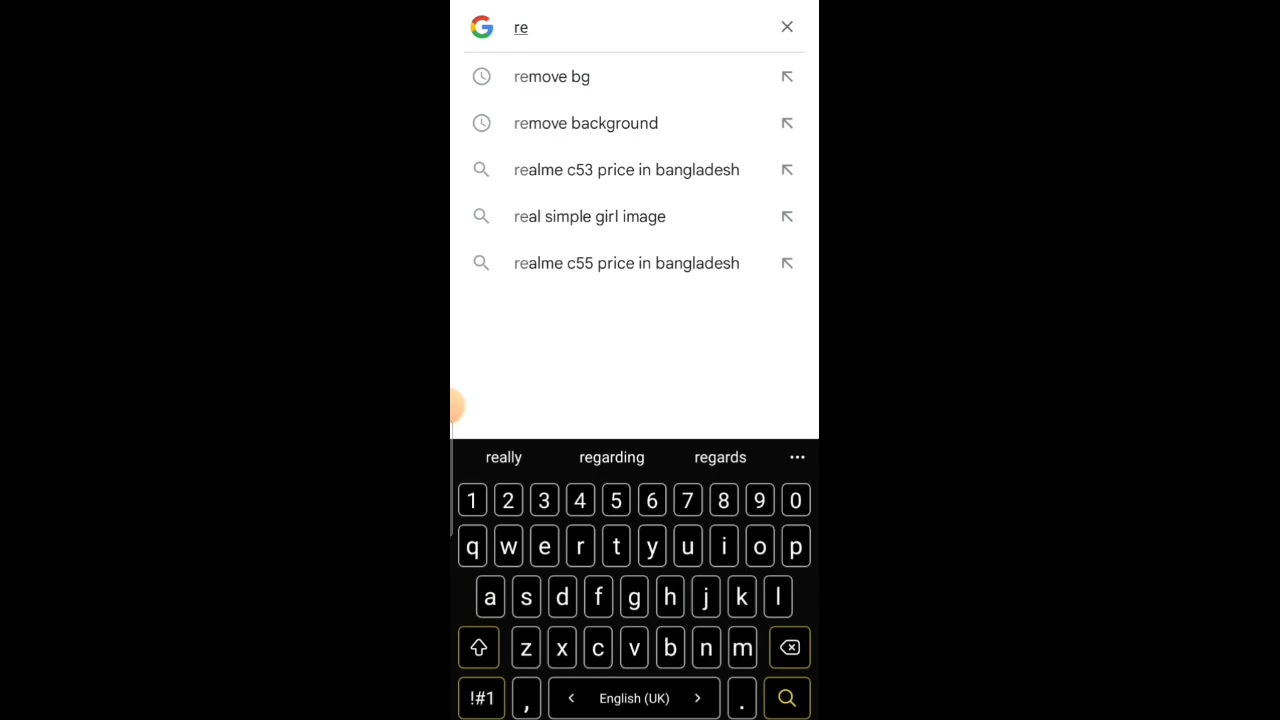 re
remove bg
remove background
realme c53 price in bangladesh
real simple girl image
realme c55 price in bangladesh
really regarding regards
1 2 3 4 5 6 7 8 9 0
q w e r t y u i o p
a s d f g h j k l
z x c v b n m
!#1 , < English (UK) > .